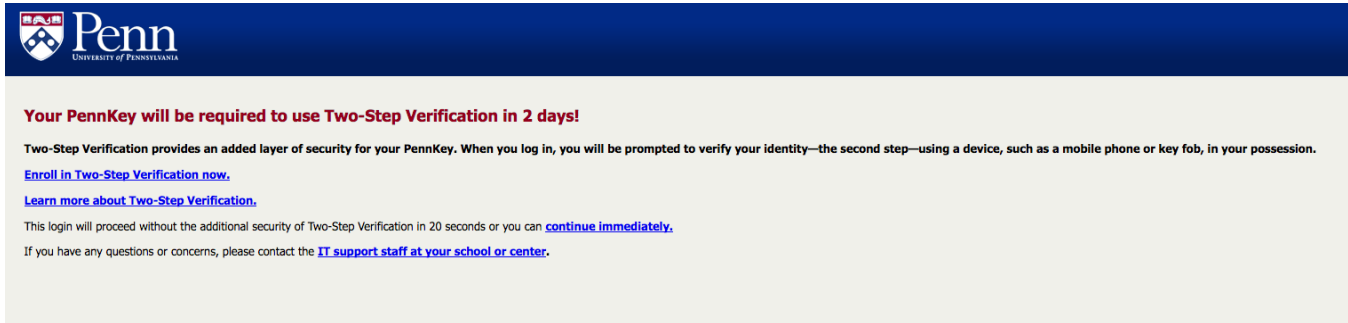 Penn
UNIVERSITY of PENNSYLVANIA
Your PennKey will be required to use Two-Step Verification in 2 days!
Two-Step Verification provides an added layer of security for your PennKey. When you log in, you will be prompted to verify your identity—the second step—using a device, such as a mobile phone or key fob, in your possession.
Enroll in Two-Step Verification now.
Learn more about Two-Step Verification.
This login will proceed without the additional security of Two-Step Verification in 20 seconds or you can continue immediately.
If you have any questions or concerns, please contact the IT support staff at your school or center.